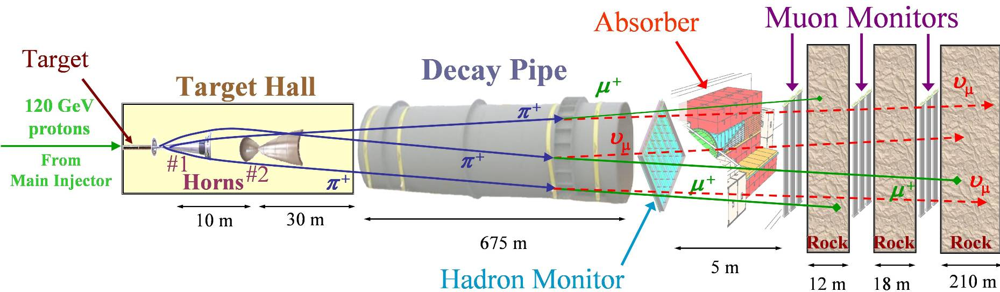 Target
120 GeV
protons
From
Main Injector
Target Hall
#1
#2
Horns
π+
10 m
30 m
Decay Pipe
π+
π+
675 m
μ+
υμ
μ+
Hadron Monitor
Absorber
5 m
Muon Monitors
υμ
υμ
μ+
Rock
Rock
Rock
12 m
18 m
210 m